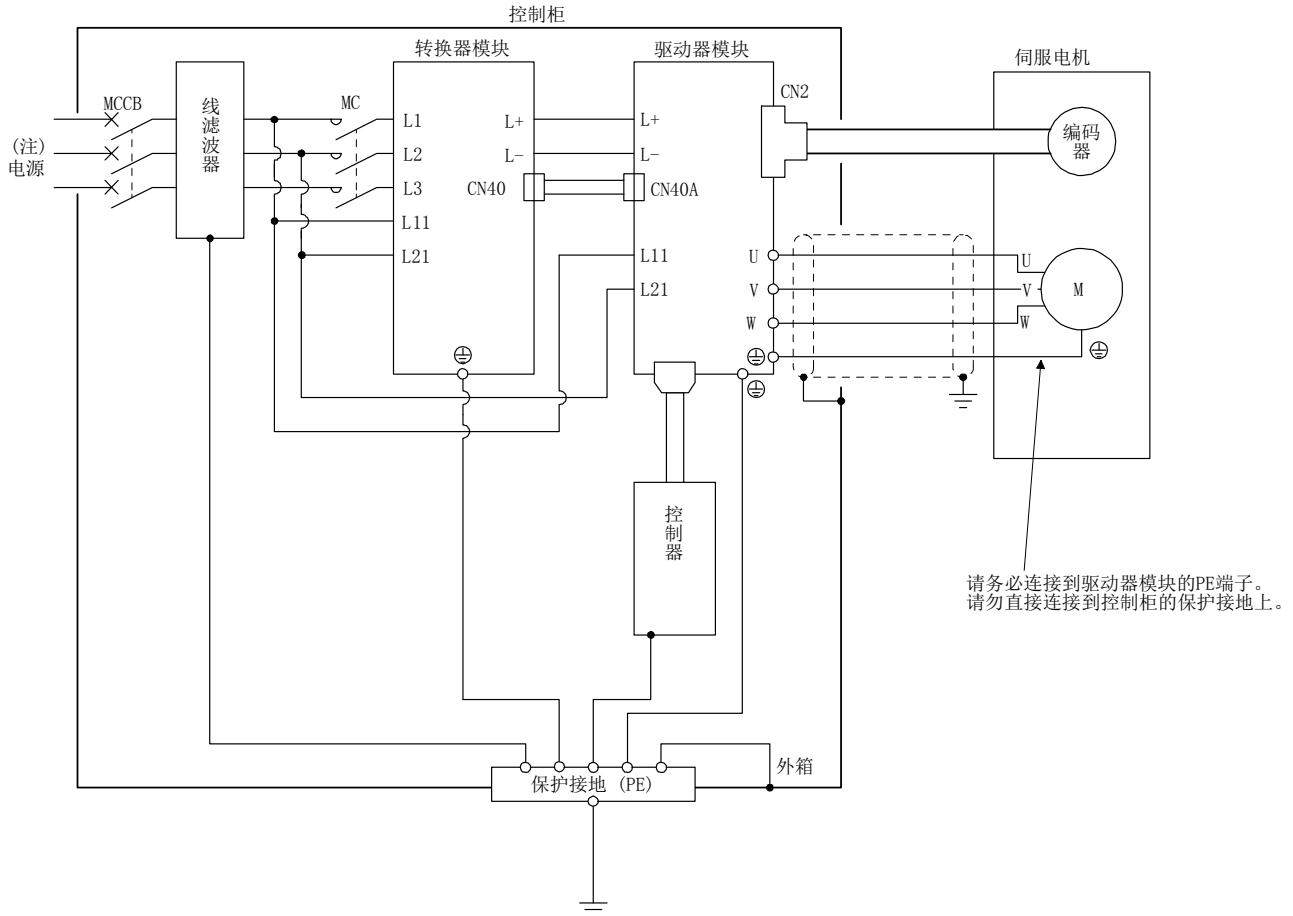 控制柜
转换器模块
驱动器模块
伺服电机
MCCB
线滤波器
MC
L1
L+
L+
CN2
编码器
(注)
电源
L2
L-
L-
L3
CN40
CN40A
L11
L21
L11
L21
U
V
W
U
V
W
M
控制器
请务必连接到驱动器模块的PE端子。
请勿直接连接到控制柜的保护接地上。
外箱
保护接地 (PE)